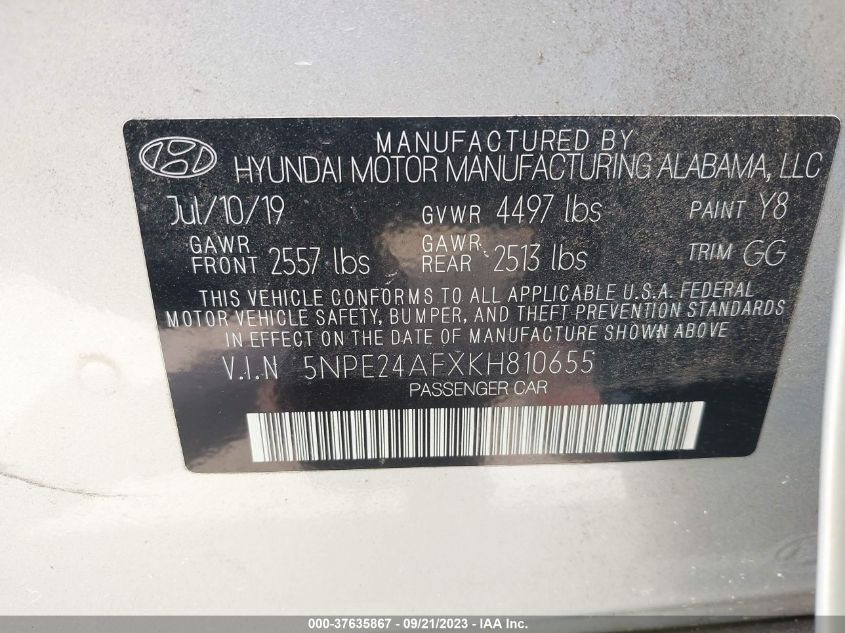 MANUFACTURED BY
HYUNDAI MOTOR MANUFACTURING ALABAMA, LLC
Jul/10/19 GVWR 4497 lbs PAINT Y8
GAWR FRONT 2557 lbs GAWR REAR 2513 lbs TRIM GG
THIS VEHICLE CONFORMS TO ALL APPLICABLE U.S.A. FEDERAL
MOTOR VEHICLE SAFETY, BUMPER, AND THEFT PREVENTION STANDARDS
IN EFFECT ON THE DATE OF MANUFACTURE SHOWN ABOVE
V.I.N 5NPE24AFXKH810655
PASSENGER CAR
000-37635867 - 09/21/2023 - IAA Inc.